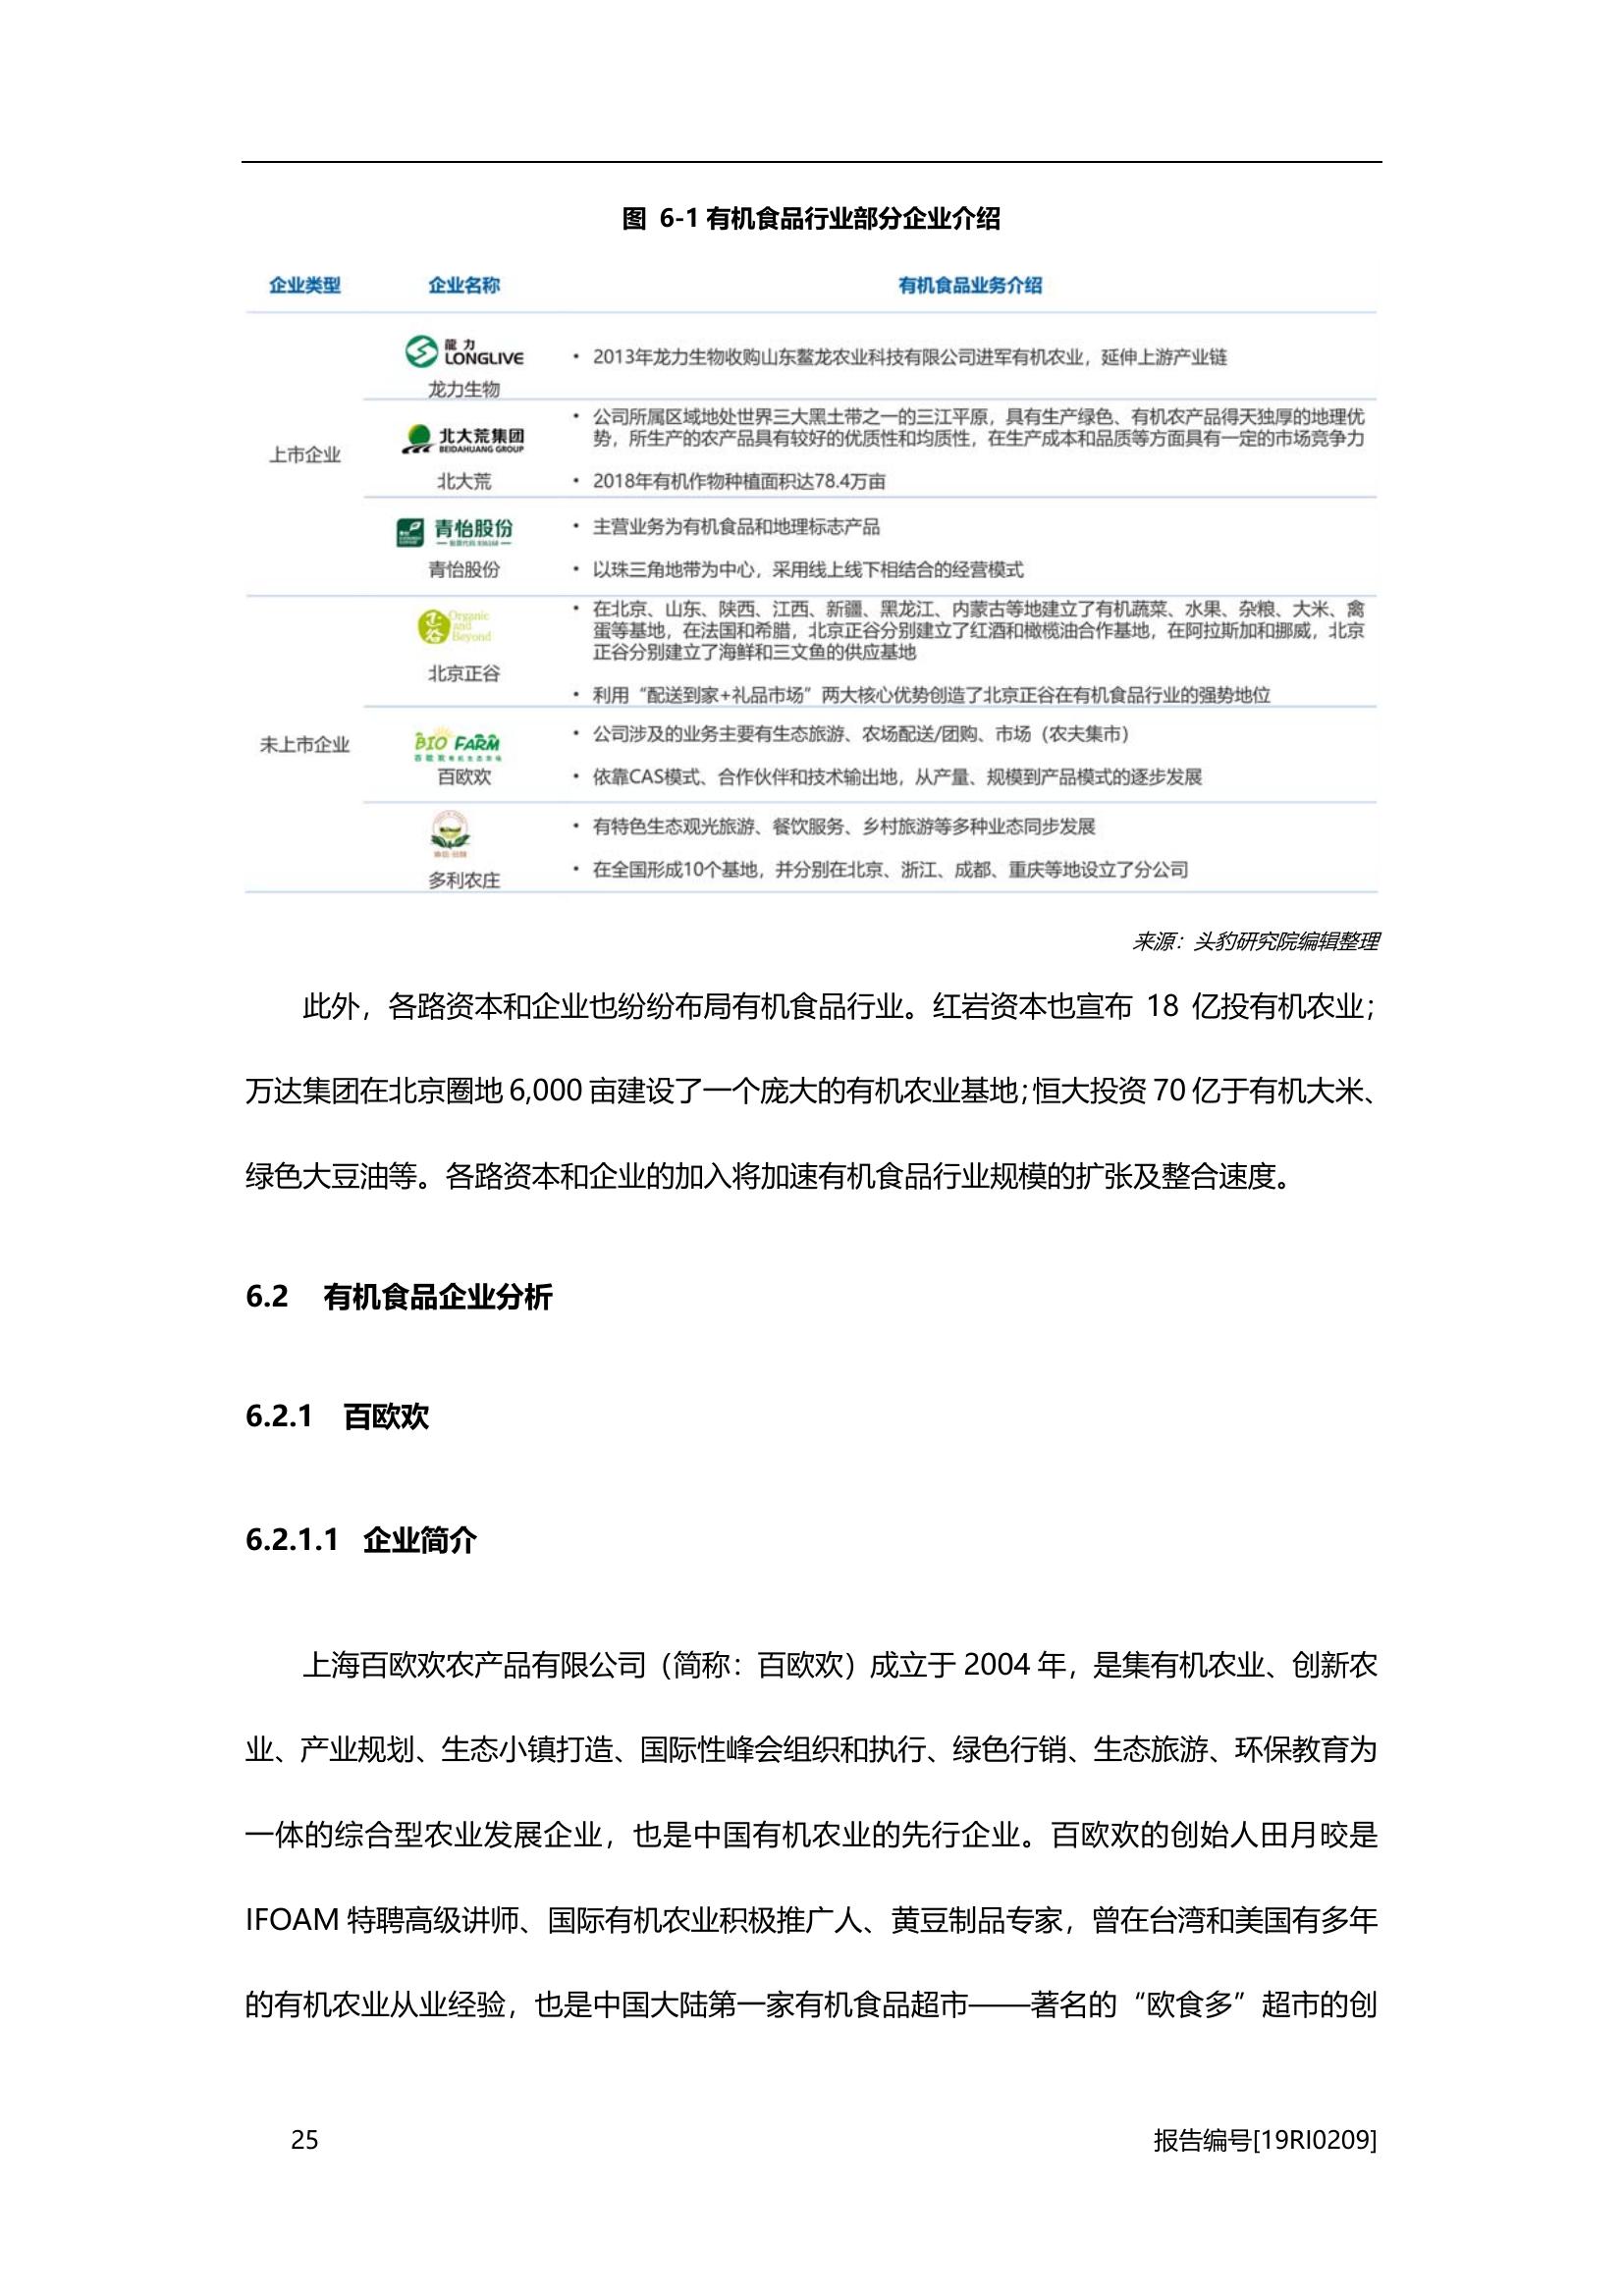 图 6-1 有机食品行业部分企业介绍
企业类型 企业名称 有机食品业务介绍
上市企业
龍力
LONGLIVE
龙力生物
• 2013年龙力生物收购山东鳌龙农业科技有限公司进军有机农业，延伸上游产业链
北大荒集团
BEIDAHUANG GROUP
北大荒
• 公司所属区域地处世界三大黑土带之一的三江平原，具有生产绿色、有机农产品得天独厚的地理优
势，所生产的农产品具有较好的优质性和均质性，在生产成本和品质等方面具有一定的市场竞争力
• 2018年有机作物种植面积达78.4万亩
青怡股份
青怡股份
• 主营业务为有机食品和地理标志产品
• 以珠三角地带为中心，采用线上线下相结合的经营模式
未上市企业
正谷
Organic
and
Beyond
北京正谷
• 在北京、山东、陕西、江西、新疆、黑龙江、内蒙古等地建立了有机蔬菜、水果、杂粮、大米、禽
蛋等基地，在法国和希腊，北京正谷分别建立了红酒和橄榄油合作基地，在阿拉斯加和挪威，北京
正谷分别建立了海鲜和三文鱼的供应基地
• 利用“配送到家+礼品市场”两大核心优势创造了北京正谷在有机食品行业的强势地位
BIO FARM
百欧欢有机生态农场
百欧欢
• 公司涉及的业务主要有生态旅游、农场配送/团购、市场（农夫集市）
• 依靠CAS模式、合作伙伴和技术输出地，从产量、规模到产品模式的逐步发展
多利农庄
• 有特色生态观光旅游、餐饮服务、乡村旅游等多种业态同步发展
• 在全国形成10个基地，并分别在北京、浙江、成都、重庆等地设立了分公司
来源：头豹研究院编辑整理
此外，各路资本和企业也纷纷布局有机食品行业。红岩资本也宣布 18 亿投有机农业；
万达集团在北京圈地 6,000 亩建设了一个庞大的有机农业基地；恒大投资 70 亿于有机大米、
绿色大豆油等。各路资本和企业的加入将加速有机食品行业规模的扩张及整合速度。
6.2 有机食品企业分析
6.2.1 百欧欢
6.2.1.1 企业简介
上海百欧欢农产品有限公司（简称：百欧欢）成立于 2004 年，是集有机农业、创新农
业、产业规划、生态小镇打造、国际性峰会组织和执行、绿色行销、生态旅游、环保教育为
一体的综合型农业发展企业，也是中国有机农业的先行企业。百欧欢的创始人田月皎是
IFOAM 特聘高级讲师、国际有机农业积极推广人、黄豆制品专家，曾在台湾和美国有多年
的有机农业从业经验，也是中国大陆第一家有机食品超市——著名的“欧食多”超市的创
25 报告编号[19RI0209]